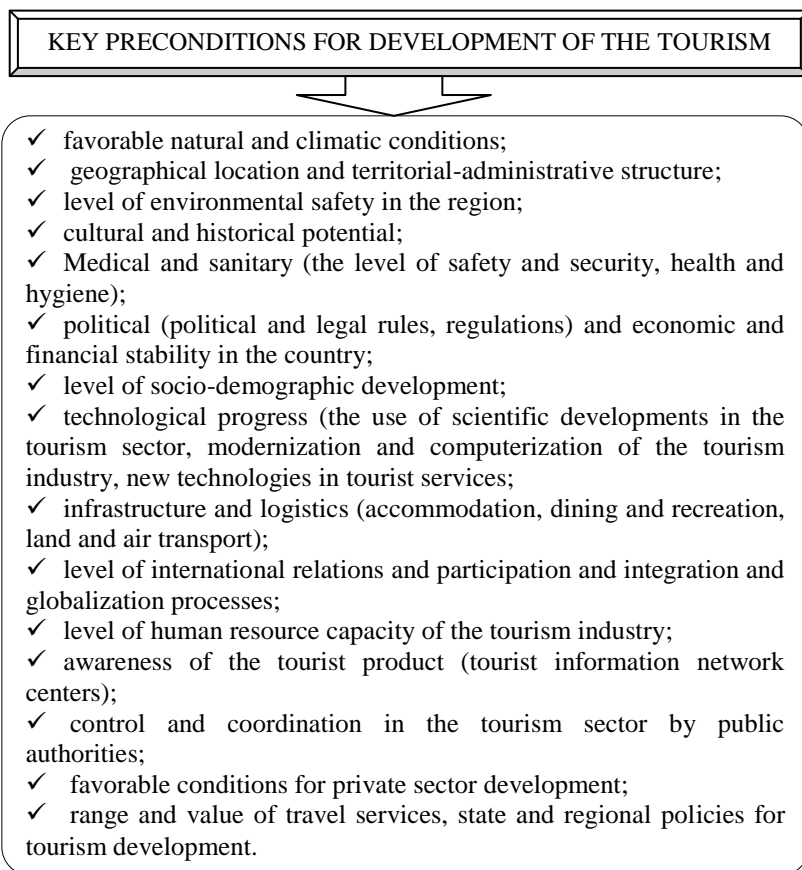 KEY PRECONDITIONS FOR DEVELOPMENT OF THE TOURISM
✓ favorable natural and climatic conditions;
✓ geographical location and territorial-administrative structure;
✓ level of environmental safety in the region;
✓ cultural and historical potential;
✓ Medical and sanitary (the level of safety and security, health and
hygiene);
✓ political (political and legal rules, regulations) and economic and
financial stability in the country;
✓ level of socio-demographic development;
✓ technological progress (the use of scientific developments in the
tourism sector, modernization and computerization of the tourism
industry, new technologies in tourist services;
✓ infrastructure and logistics (accommodation, dining and recreation,
land and air transport);
✓ level of international relations and participation and integration and
globalization processes;
✓ level of human resource capacity of the tourism industry;
✓ awareness of the tourist product (tourist information network
centers);
✓ control and coordination in the tourism sector by public
authorities;
✓ favorable conditions for private sector development;
✓ range and value of travel services, state and regional policies for
tourism development.